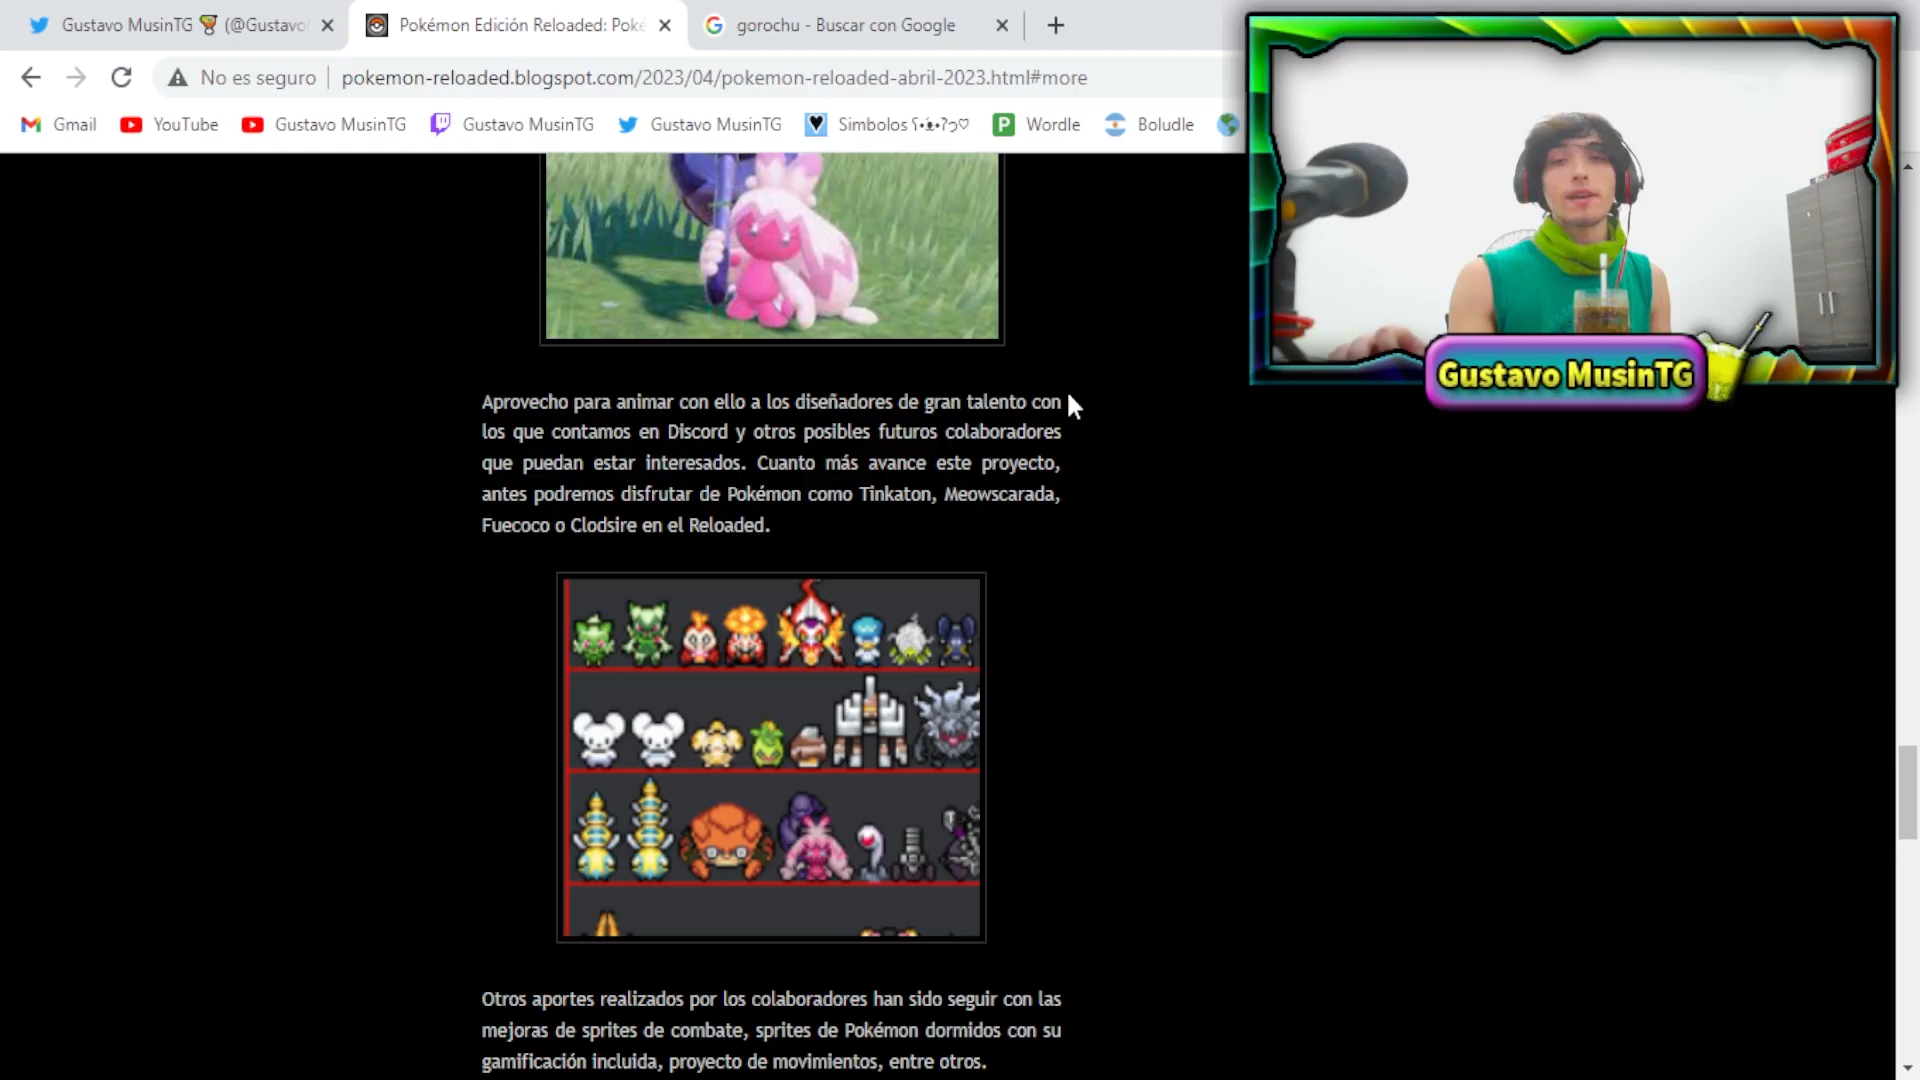 Gustavo MusinTG 🍹 (@Gustavo
Pokémon Edición Reloaded: Poké
gorochu - Buscar con Google
No es seguro
pokemon-reloaded.blogspot.com/2023/04/pokemon-reloaded-abril-2023.html#more
Gmail
YouTube
Gustavo MusinTG
Gustavo MusinTG
Gustavo MusinTG
Simbolos ʕ•ᴥ•ʔつ♡
Wordle
Boludle
Gustavo MusinTG
Aprovecho para animar con ello a los diseñadores de gran talento con
los que contamos en Discord y otros posibles futuros colaboradores
que puedan estar interesados. Cuanto más avance este proyecto,
antes podremos disfrutar de Pokémon como Tinkaton, Meowscarada,
Fuecoco o Clodsire en el Reloaded.
Otros aportes realizados por los colaboradores han sido seguir con las
mejoras de sprites de combate, sprites de Pokémon dormidos con su
gamificación incluida, proyecto de movimientos, entre otros.